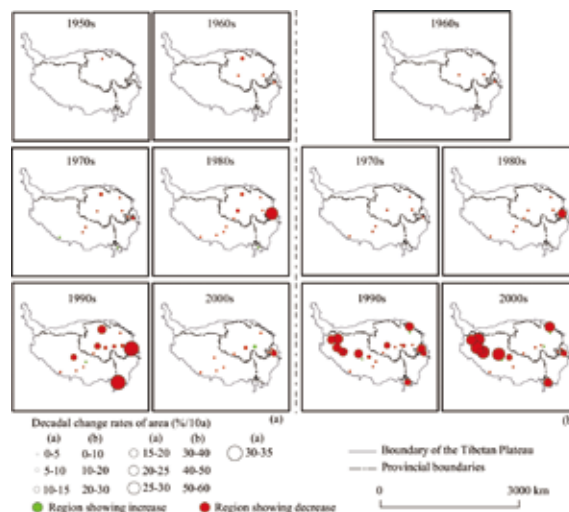 1950s 1960s 1960s
1970s 1980s 1970s 1980s
1990s 2000s 1990s 2000s
(a)
Decadal change rates of area (%/10a)
(a) (b) (a) (b) (a)
0-5 0-10 15-20 30-40 30-35
5-10 10-20 20-25 40-50
10-15 20-30 25-30 50-60
Region showing increase Region showing decrease
Boundary of the Tibetan Plateau
Provincial boundaries
0 3000 km